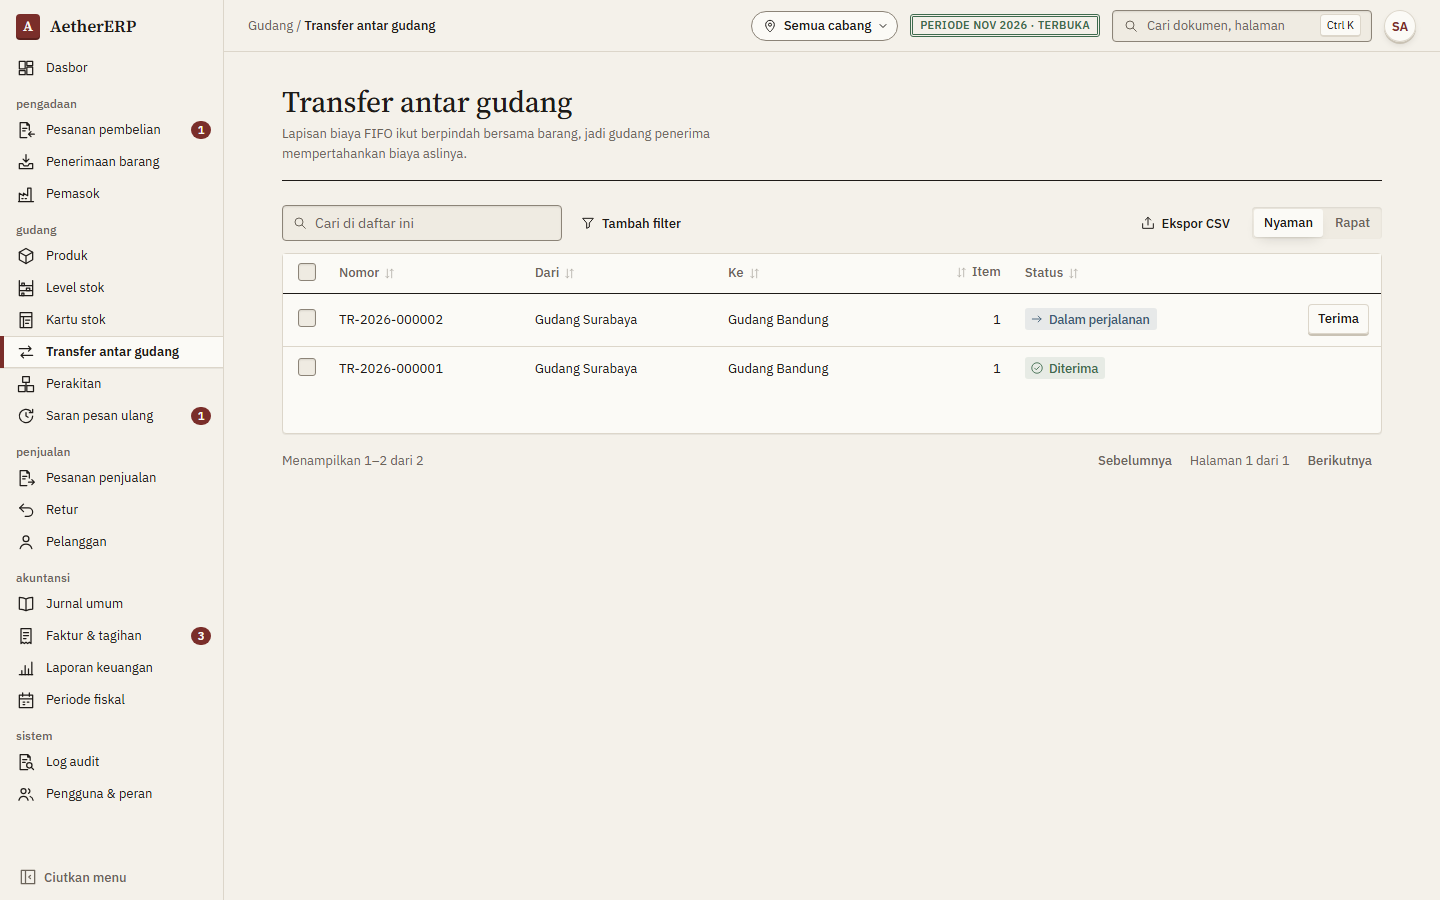 A AetherERP
Dasbor
pengadaan
Pesanan pembelian 1
Penerimaan barang
Pemasok
gudang
Produk
Level stok
Kartu stok
Transfer antar gudang
Perakitan
Saran pesan ulang 1
penjualan
Pesanan penjualan
Retur
Pelanggan
akuntansi
Jurnal umum
Faktur & tagihan 3
Laporan keuangan
Periode fiskal
sistem
Log audit
Pengguna & peran
Ciutkan menu
Gudang / Transfer antar gudang
Semua cabang
PERIODE NOV 2026 · TERBUKA
Cari dokumen, halaman Ctrl K
SA
Transfer antar gudang
Lapisan biaya FIFO ikut berpindah bersama barang, jadi gudang penerima
mempertahankan biaya aslinya.
Cari di daftar ini
Tambah filter
Ekspor CSV
Nyaman Rapat
Nomor Dari Ke Item Status
TR-2026-000002 Gudang Surabaya Gudang Bandung 1 Dalam perjalanan Terima
TR-2026-000001 Gudang Surabaya Gudang Bandung 1 Diterima
Menampilkan 1–2 dari 2
Sebelumnya Halaman 1 dari 1 Berikutnya